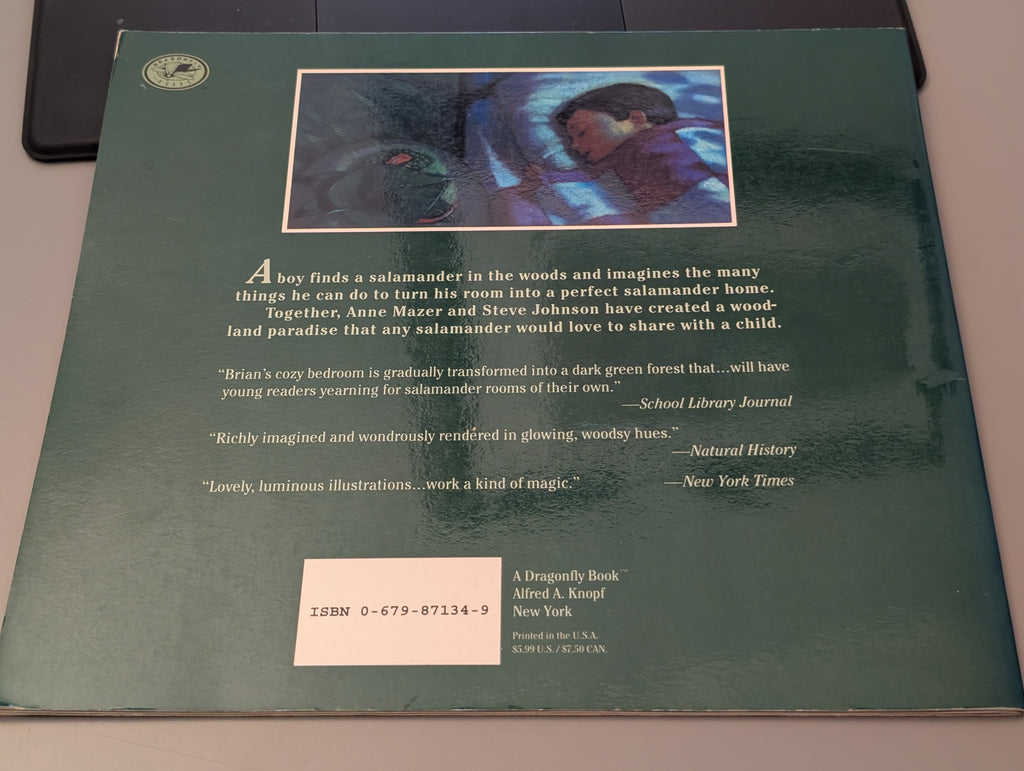 A boy finds a salamander in the woods and imagines the many
things he can do to turn his room into a perfect salamander home.
Together, Anne Mazer and Steve Johnson have created a wood-
land paradise that any salamander would love to share with a child.
“Brian’s cozy bedroom is gradually transformed into a dark green forest that...will have
young readers yearning for salamander rooms of their own.”
—School Library Journal
“Richly imagined and wondrously rendered in glowing, woodsy hues.”
—Natural History
“Lovely, luminous illustrations...work a kind of magic.” —New York Times
ISBN 0-679-87134-9
A Dragonfly Book™
Alfred A. Knopf
New York
Printed in the U.S.A.
$5.99 U.S. / $7.50 CAN.